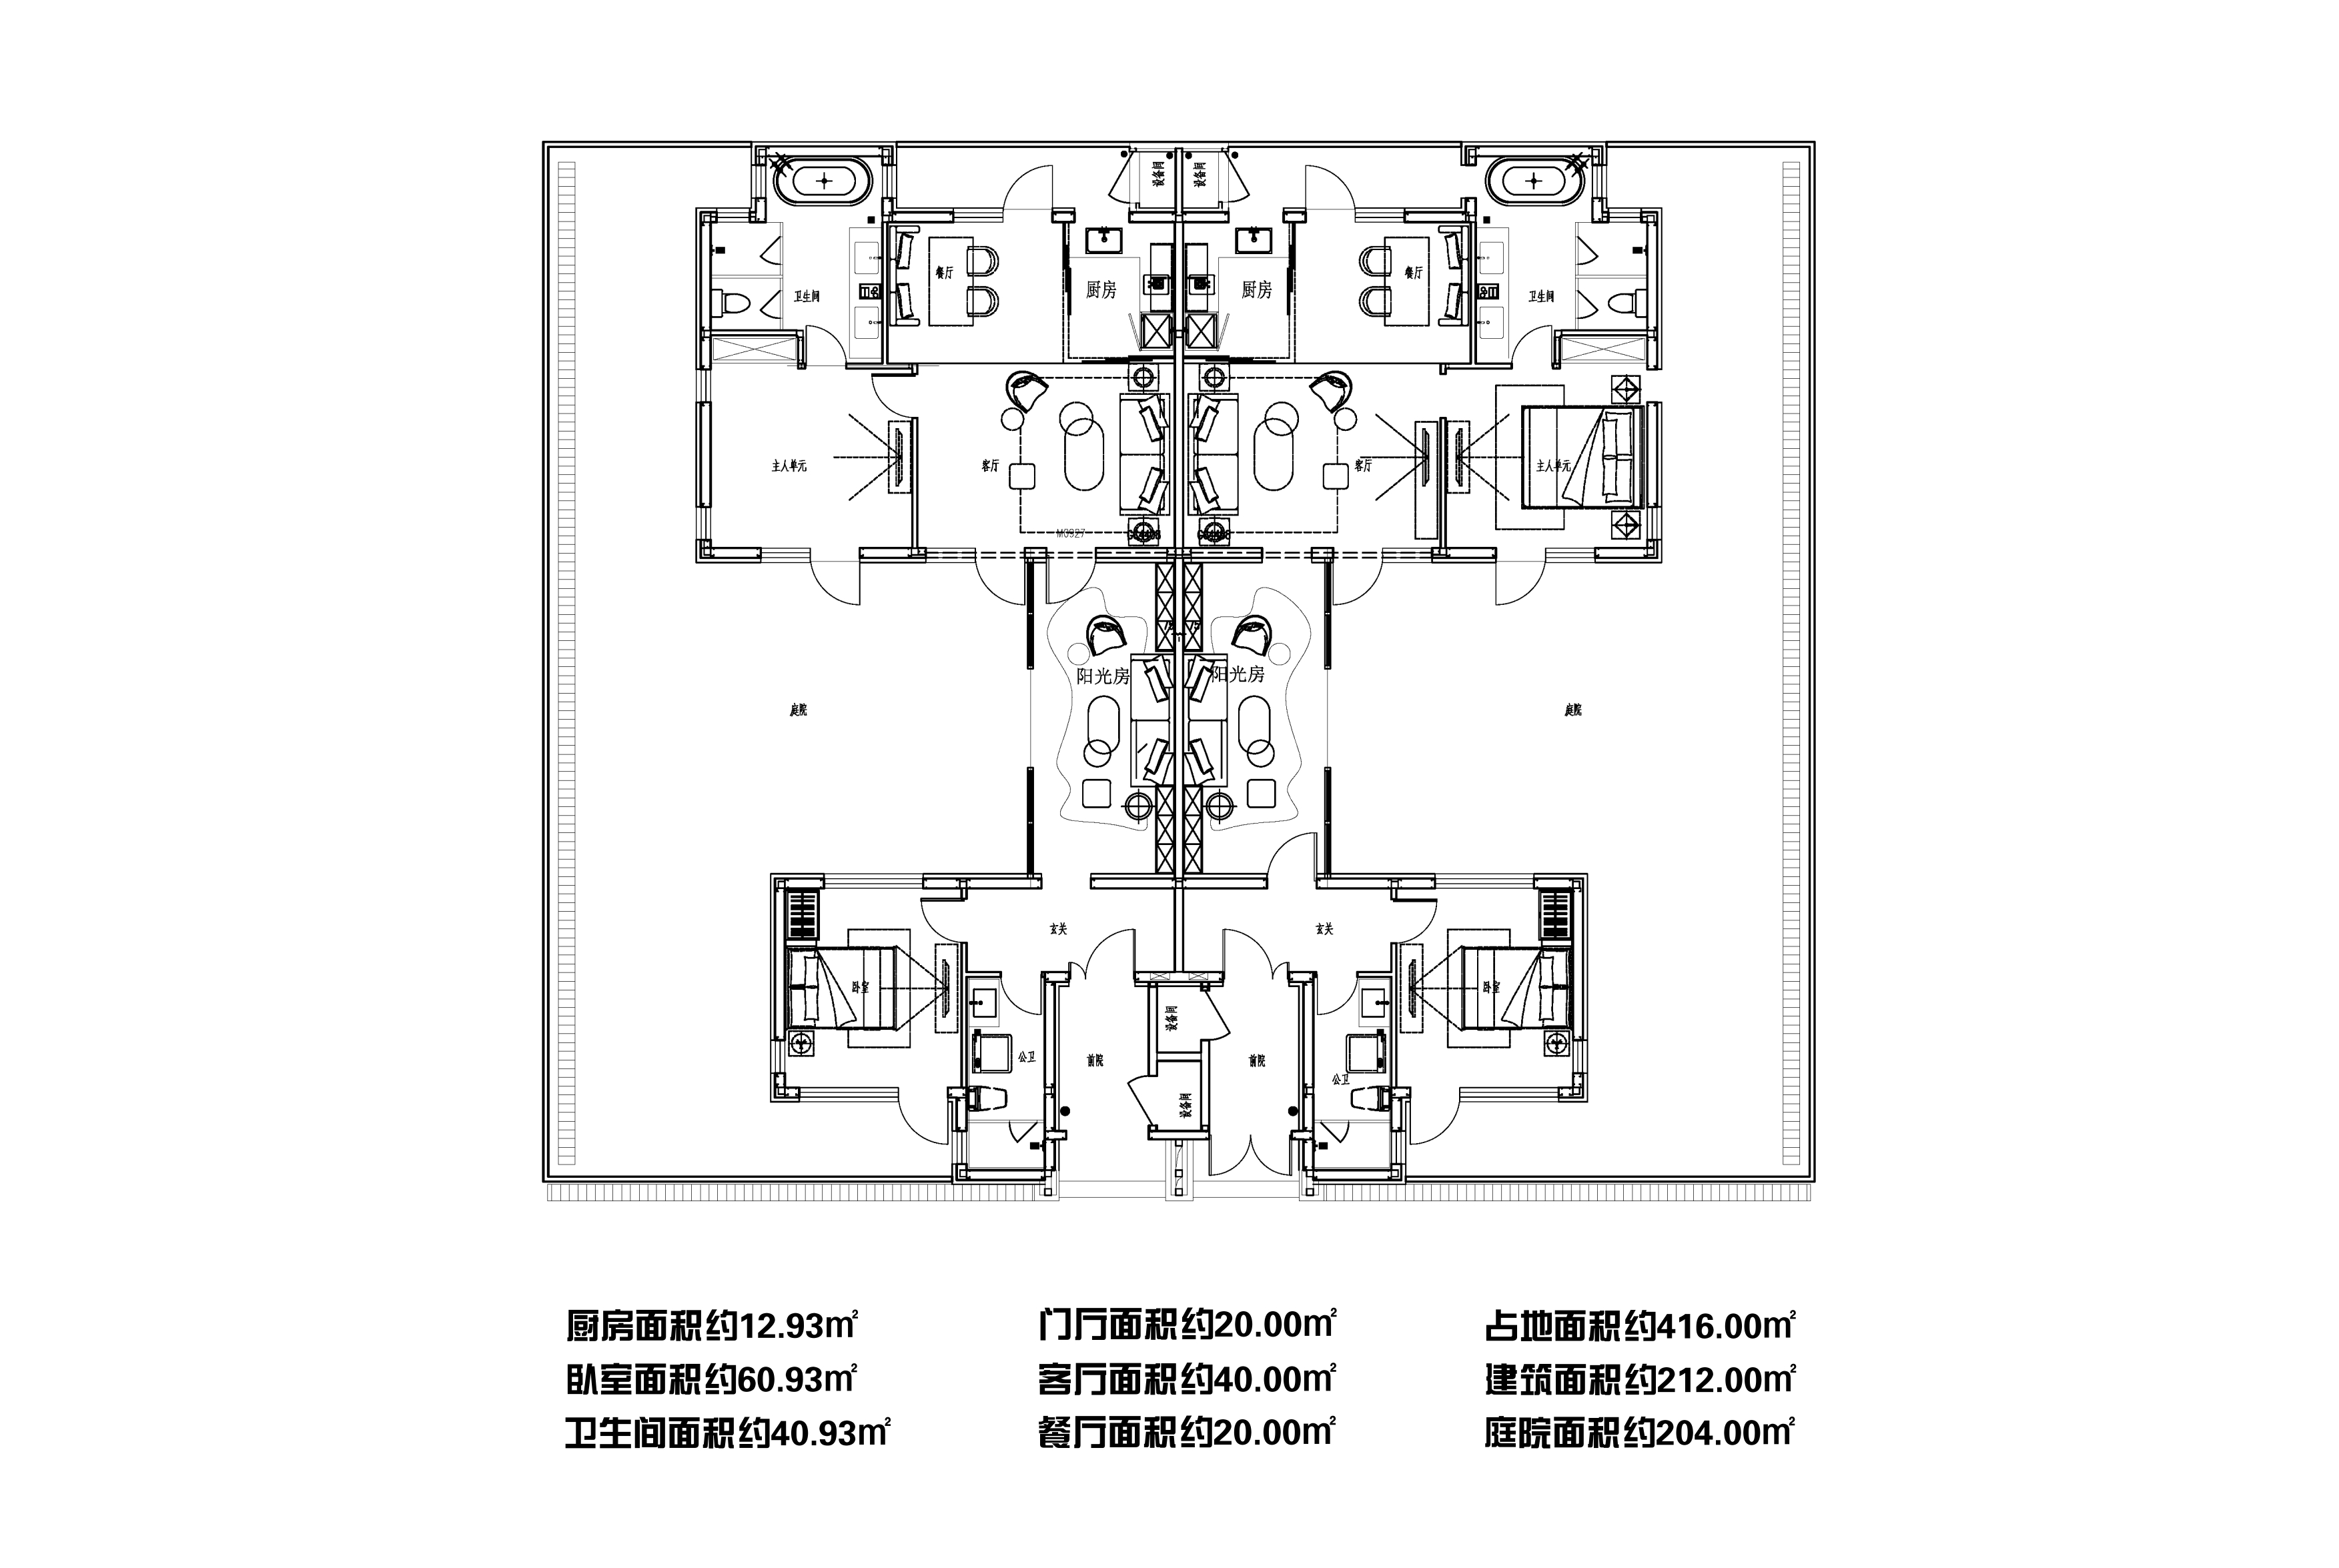 设备间 设备间
餐厅 厨房 厨房 餐厅
卫生间 卫生间
主人单元 客厅 客厅 主人单元
M0927
75 75
阳光房 阳光房
庭院 庭院
玄关 玄关
卧室 卧室
设备间
公卫 前院 前院 公卫
设备间
厨房面积约12.93㎡ 门厅面积约20.00㎡ 占地面积约416.00㎡
卧室面积约60.93㎡ 客厅面积约40.00㎡ 建筑面积约212.00㎡
卫生间面积约40.93㎡ 餐厅面积约20.00㎡ 庭院面积约204.00㎡